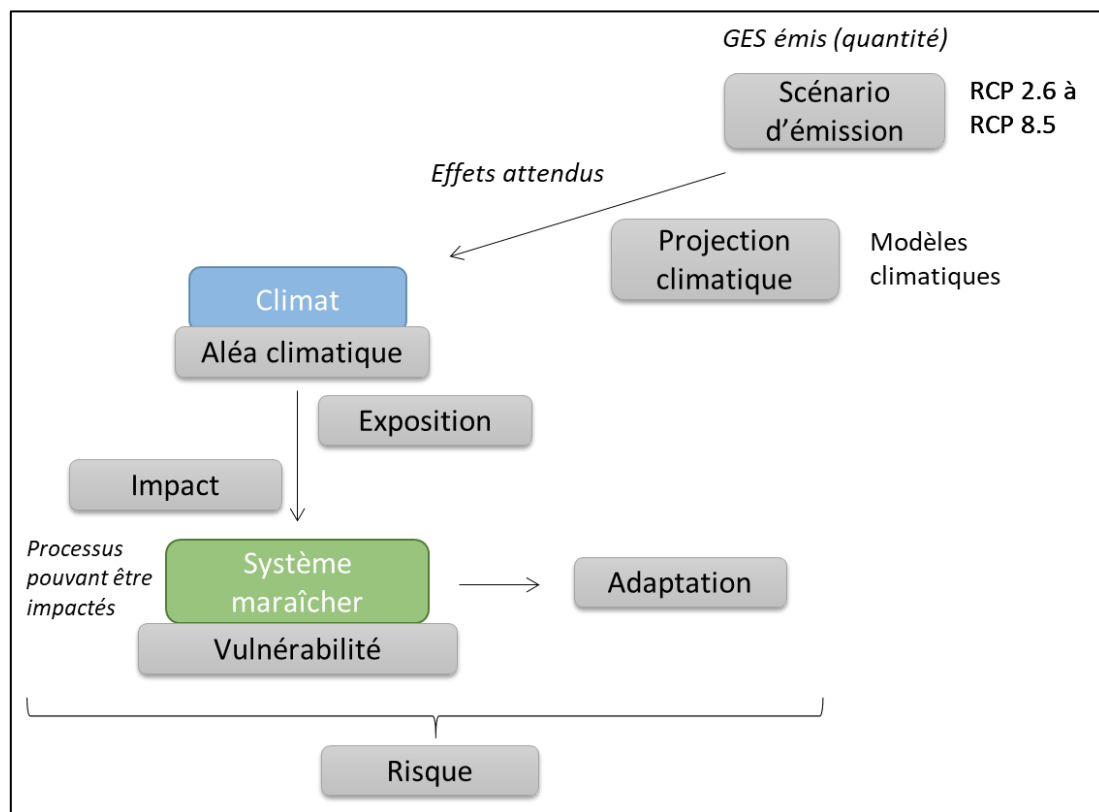 GES émis (quantité)
Scénario
d’émission
RCP 2.6 à
RCP 8.5
Effets attendus
Projection
climatique
Modèles
climatiques
Climat
Aléa climatique
Exposition
Impact
Processus
pouvant être
impactés
Système
maraîcher
Adaptation
Vulnérabilité
Risque